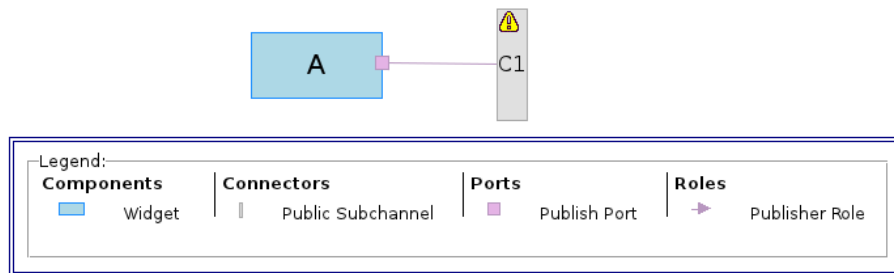 A
C1
Legend:
Components Connectors Ports Roles
Widget Public Subchannel Publish Port Publisher Role